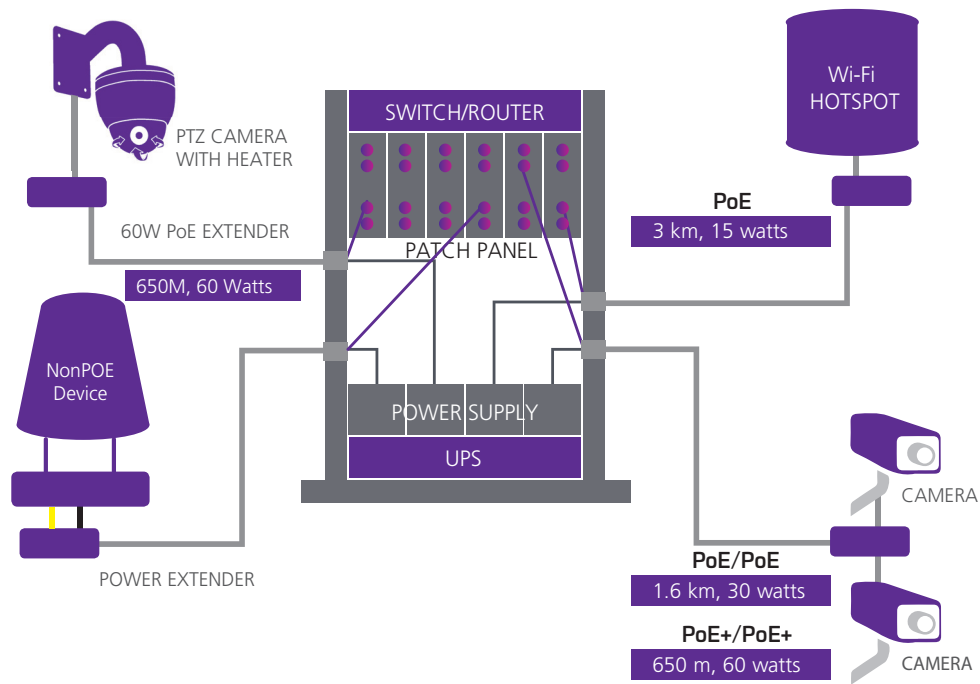 SWITCH/ROUTER
Wi-Fi
HOTSPOT
PTZ CAMERA
WITH HEATER
PoE
3 km, 15 watts
60W PoE EXTENDER
650M, 60 Watts
PATCH PANEL
NonPOE
Device
POWER SUPPLY
UPS
CAMERA
POWER EXTENDER
PoE/PoE
1.6 km, 30 watts
PoE+/PoE+
650 m, 60 watts
CAMERA